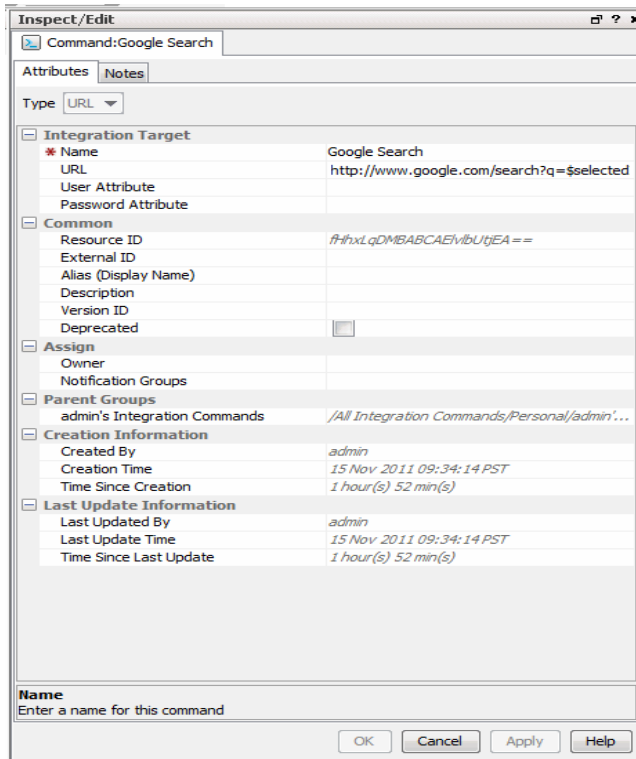 Inspect/Edit
Command:Google Search
Attributes Notes
Type URL
Integration Target
* Name Google Search
URL http://www.google.com/search?q=$selected
User Attribute
Password Attribute
Common
Resource ID fHhxLqDMBABCAElvlbUtjEA==
External ID
Alias (Display Name)
Description
Version ID
Deprecated
Assign
Owner
Notification Groups
Parent Groups
admin's Integration Commands /All Integration Commands/Personal/admin'...
Creation Information
Created By admin
Creation Time 15 Nov 2011 09:34:14 PST
Time Since Creation 1 hour(s) 52 min(s)
Last Update Information
Last Updated By admin
Last Update Time 15 Nov 2011 09:34:14 PST
Time Since Last Update 1 hour(s) 52 min(s)
Name
Enter a name for this command
OK Cancel Apply Help